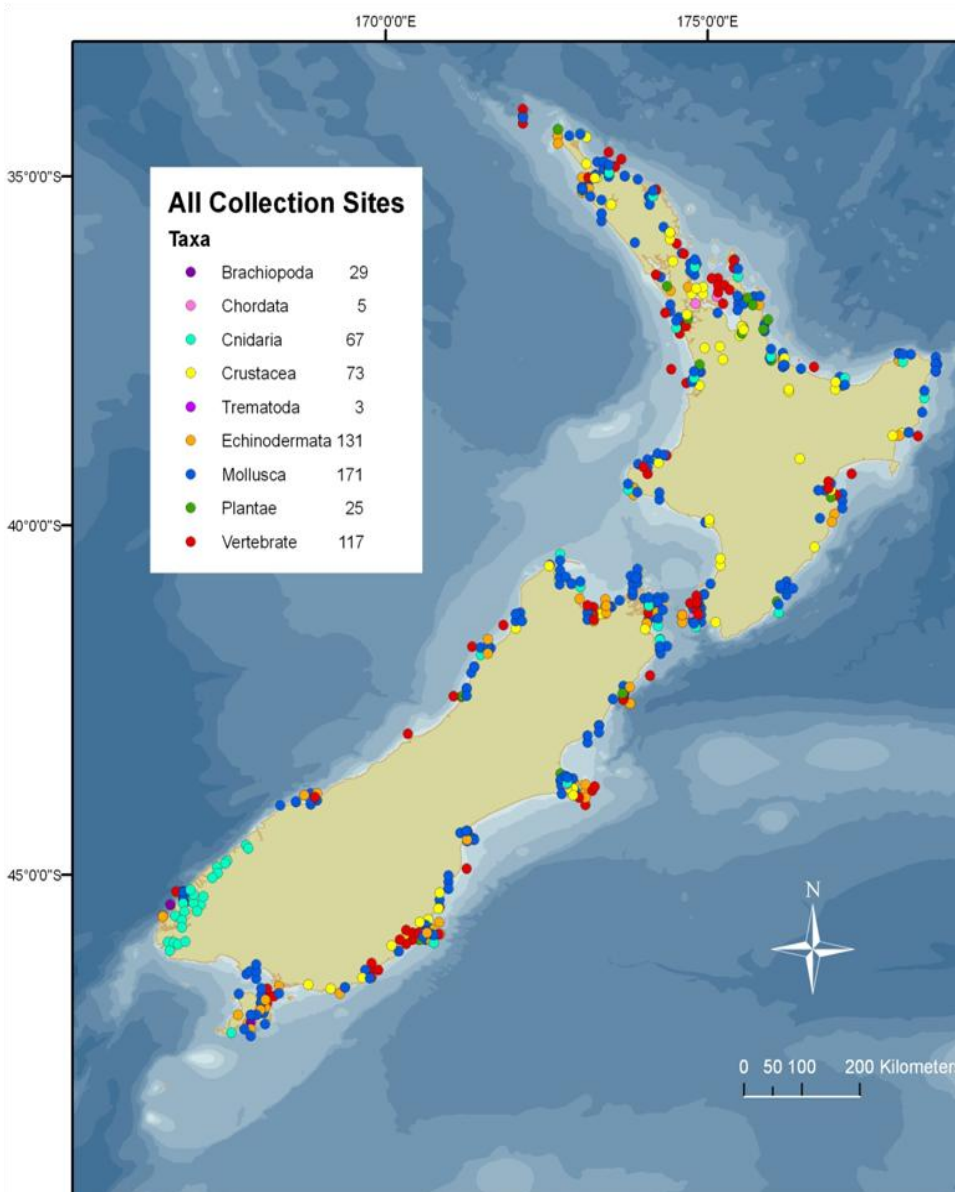 170°0'0"E 175°0'0"E
35°0'0"S
All Collection Sites
Taxa
Brachiopoda 29
Chordata 5
Cnidaria 67
Crustacea 73
Trematoda 3
Echinodermata 131
Mollusca 171
Plantae 25
Vertebrate 117
40°0'0"S
45°0'0"S
N
0 50 100 200 Kilometers